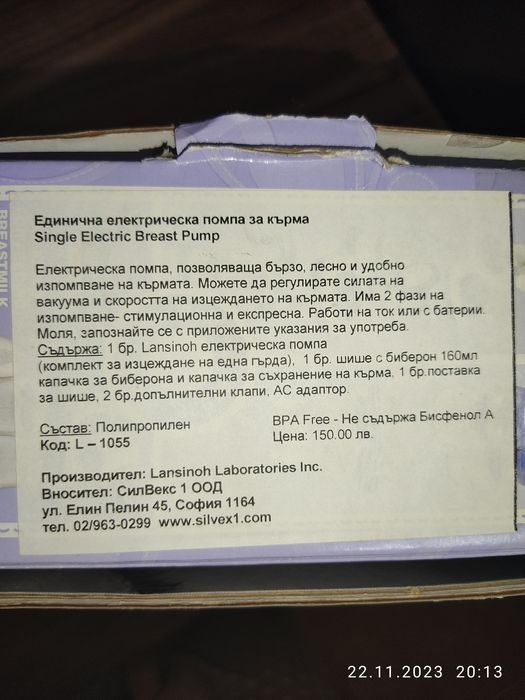 Единична електрическа помпа за кърма
Single Electric Breast Pump
Електрическа помпа, позволяваща бързо, лесно и удобно
изпомпване на кърмата. Можете да регулирате силата на
вакуума и скоростта на изцеждането на кърмата. Има 2 фази на
изпомпване- стимулационна и експресна. Работи на ток или с батерии.
Моля, запознайте се с приложените указания за употреба.
Съдържа: 1 бр. Lansinoh електрическа помпа
(комплект за изцеждане на една гърда), 1 бр. шише с биберон 160мл
капачка за биберона и капачка за съхранение на кърма, 1 бр.поставка
за шише, 2 бр.допълнителни клапи, АС адаптор.
Състав: Полипропилен
BPA Free - Не съдържа Бисфенол А
Код: L – 1055
Цена: 150.00 лв.
Производител: Lansinoh Laboratories Inc.
Вносител: СилВекс 1 ООД
ул. Елин Пелин 45, София 1164
тел. 02/963-0299 www.silvex1.com
BREASTMILK
22.11.2023 20:13